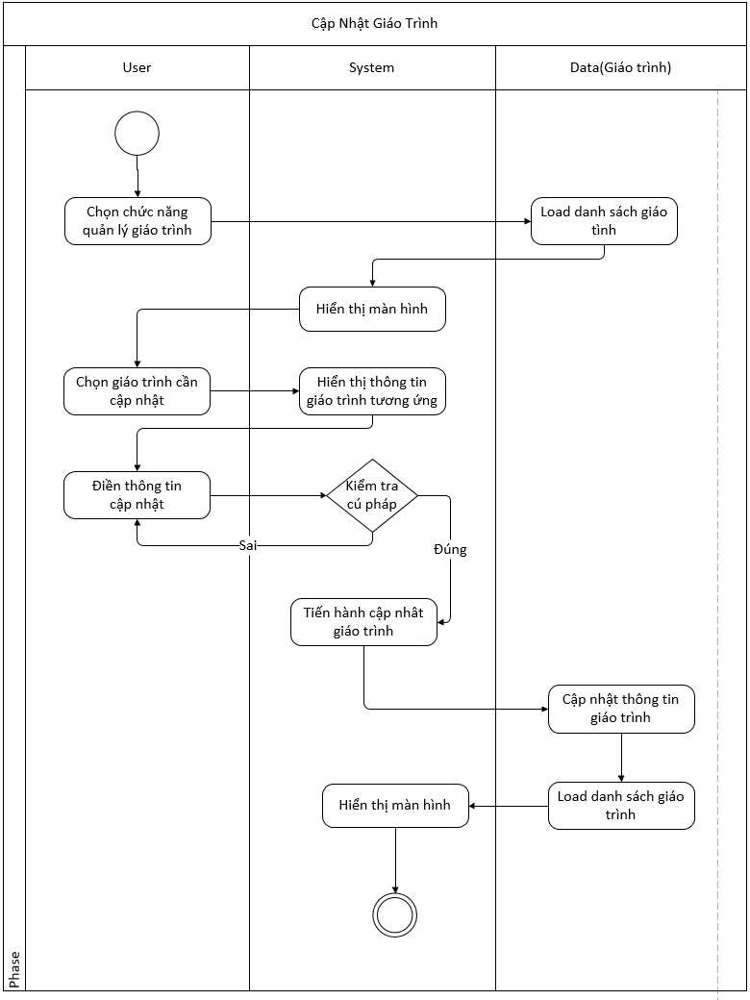 Cập Nhật Giáo Trình
User
System
Data(Giáo trình)
Chọn chức năng
quản lý giáo trình
Load danh sách giáo
tình
Hiển thị màn hình
Chọn giáo trình cần
cập nhật
Hiển thị thông tin
giáo trình tương ứng
Điền thông tin
cập nhật
Kiểm tra
cú pháp
Sai
Đúng
Tiến hành cập nhât
giáo trình
Cập nhật thông tin
giáo trình
Load danh sách giáo
trình
Hiển thị màn hình
Phase